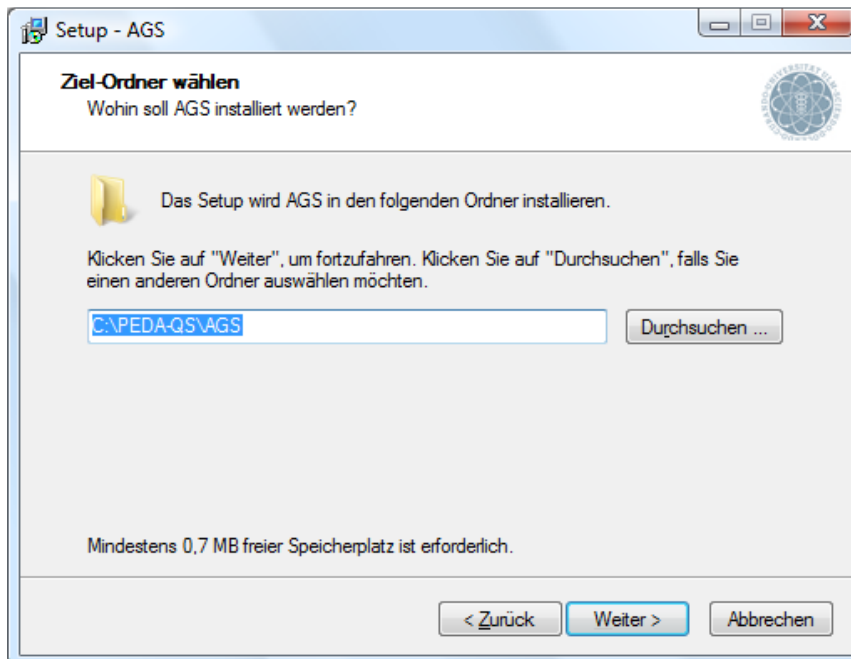 Setup - AGS
Ziel-Ordner wählen
Wohin soll AGS installiert werden?
Das Setup wird AGS in den folgenden Ordner installieren.
Klicken Sie auf "Weiter", um fortzufahren. Klicken Sie auf "Durchsuchen", falls Sie
einen anderen Ordner auswählen möchten.
C:\PEDA-QS\AGS
Durchsuchen ...
Mindestens 0,7 MB freier Speicherplatz ist erforderlich.
< Zurück
Weiter >
Abbrechen